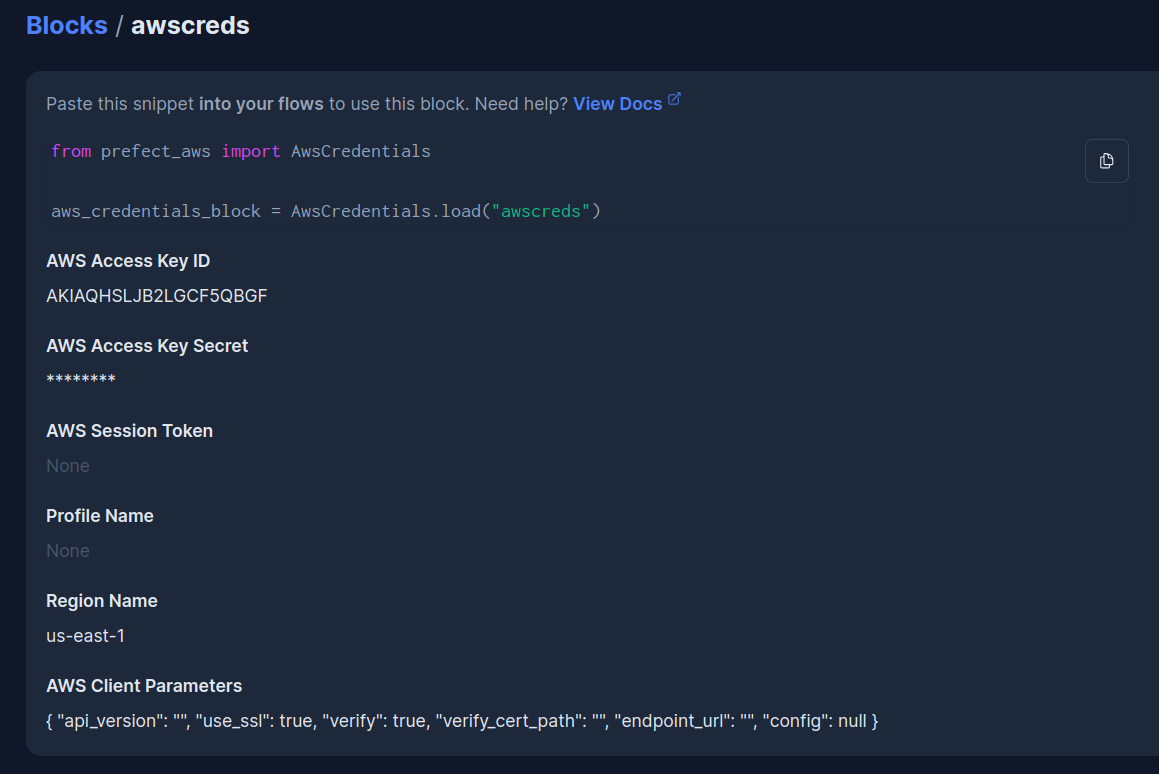 Blocks / awscreds
Paste this snippet into your flows to use this block. Need help? View Docs
from prefect_aws import AwsCredentials
aws_credentials_block = AwsCredentials.load("awscreds")
AWS Access Key ID
AKIAQHSLJB2LGCF5QBGF
AWS Access Key Secret
********
AWS Session Token
None
Profile Name
None
Region Name
us-east-1
AWS Client Parameters
{ "api_version": "", "use_ssl": true, "verify": true, "verify_cert_path": "", "endpoint_url": "", "config": null }